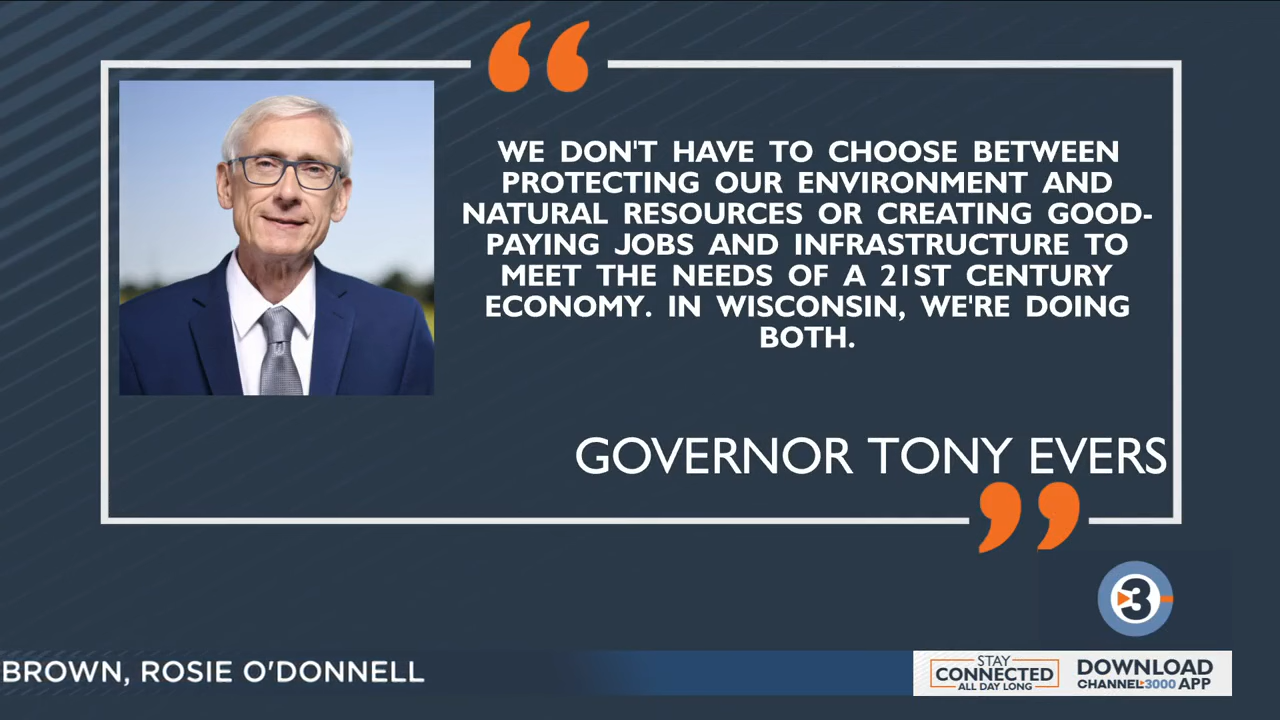 WE DON'T HAVE TO CHOOSE BETWEEN
PROTECTING OUR ENVIRONMENT AND
NATURAL RESOURCES OR CREATING GOOD-
PAYING JOBS AND INFRASTRUCTURE TO
MEET THE NEEDS OF A 21ST CENTURY
ECONOMY. IN WISCONSIN, WE'RE DOING
BOTH.
GOVERNOR TONY EVERS
3
BROWN, ROSIE O'DONNELL
STAY
CONNECTED
ALL DAY LONG
DOWNLOAD
CHANNEL3000 APP